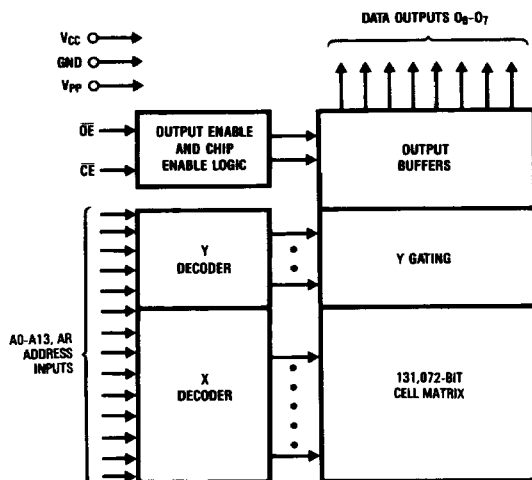 DATA OUTPUTS O₀-O₇
VCC
GND
VPP
OE
CE
OUTPUT ENABLE
AND CHIP
ENABLE LOGIC
OUTPUT
BUFFERS
Y
DECODER
Y GATING
A0-A13, AR
ADDRESS
INPUTS
X
DECODER
131,072-BIT
CELL MATRIX